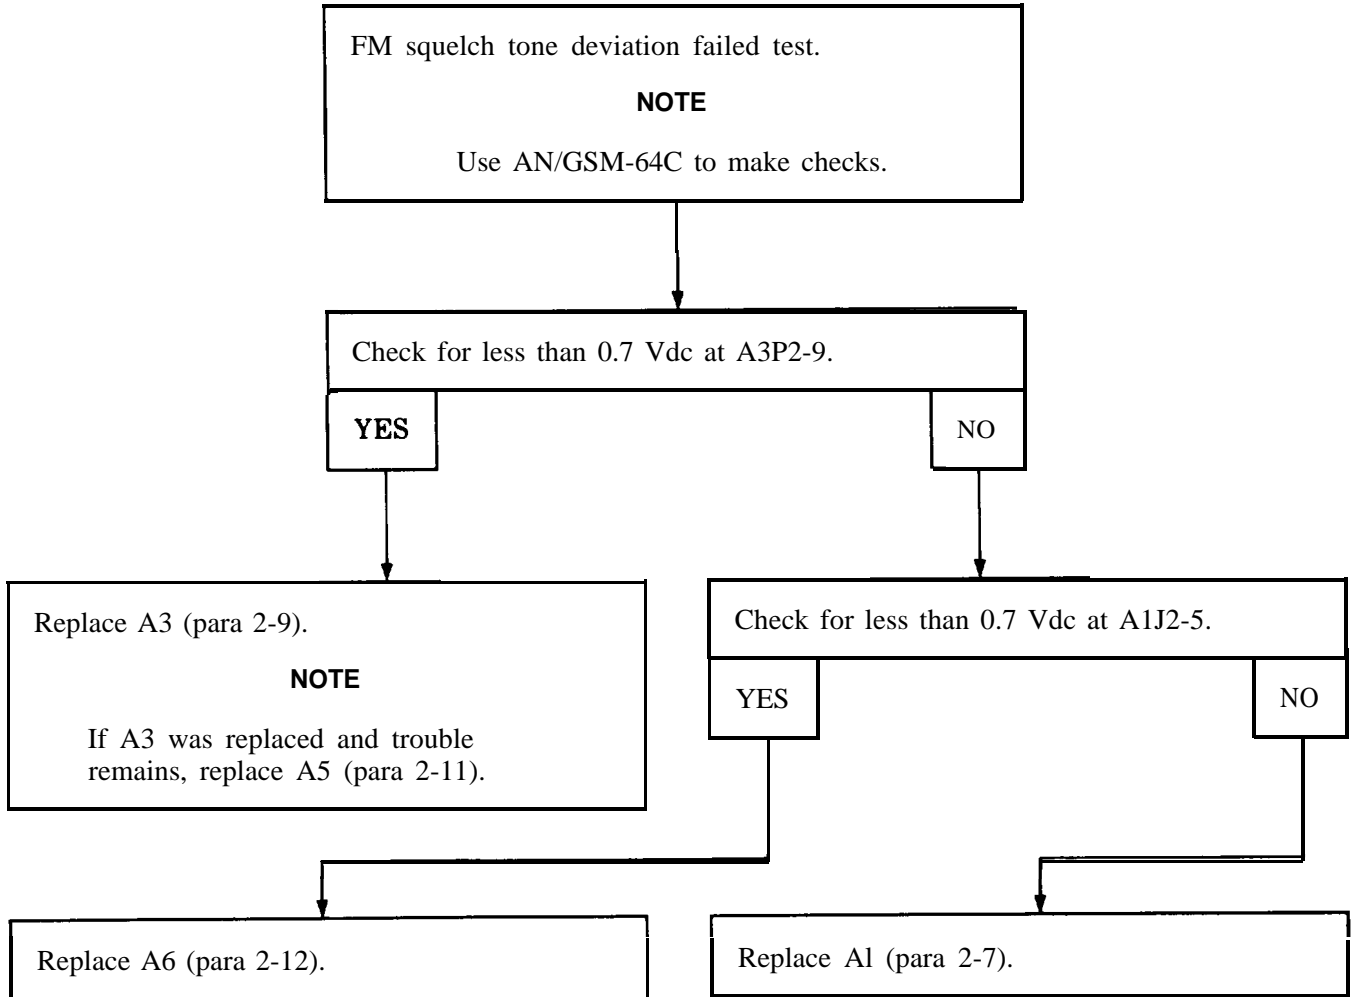 FM squelch tone deviation failed test.
NOTE
Use AN/GSM-64C to make checks.
Check for less than 0.7 Vdc at A3P2-9.
YES
NO
Replace A3 (para 2-9).
NOTE
If A3 was replaced and trouble
remains, replace A5 (para 2-11).
Check for less than 0.7 Vdc at A1J2-5.
YES
NO
Replace A6 (para 2-12).
Replace Al (para 2-7).